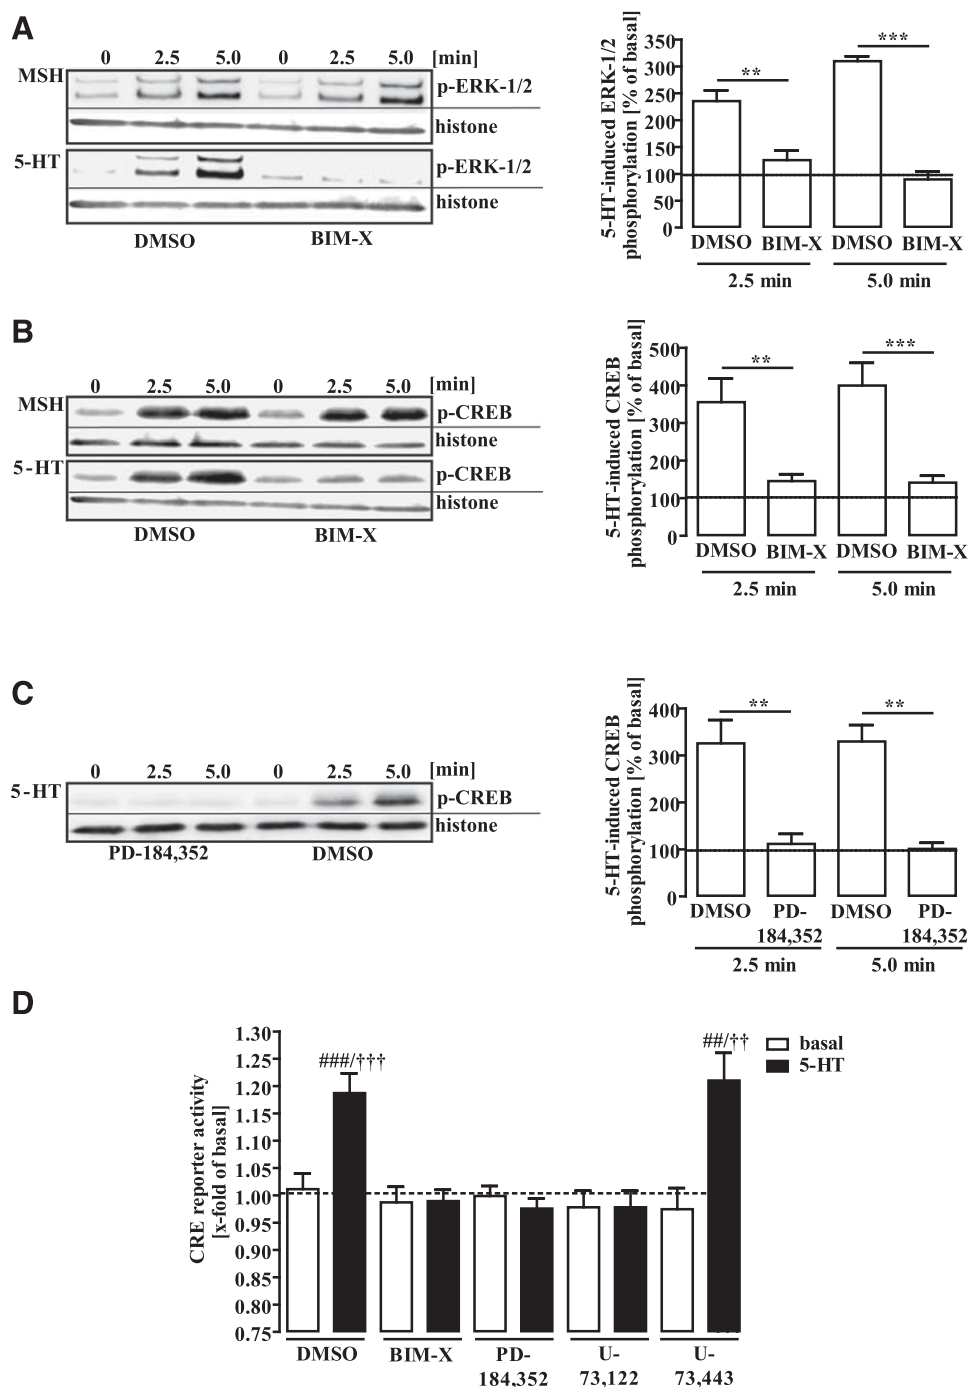 A
0 2.5 5.0 0 2.5 5.0 [min]
MSH
p-ERK-1/2
histone
5-HT
p-ERK-1/2
histone
DMSO BIM-X
5-HT-induced ERK-1/2
phosphorylation [% of basal]
350
300
250
200
150
100
50
0
**
***
DMSO BIM-X DMSO BIM-X
2.5 min 5.0 min
B
0 2.5 5.0 0 2.5 5.0 [min]
MSH
p-CREB
histone
5-HT
p-CREB
histone
DMSO BIM-X
5-HT-induced CREB
phosphorylation [% of basal]
500
400
300
200
100
0
**
***
DMSO BIM-X DMSO BIM-X
2.5 min 5.0 min
C
0 2.5 5.0 0 2.5 5.0 [min]
5-HT
p-CREB
histone
PD-184,352 DMSO
5-HT-induced CREB
phosphorylation [% of basal]
400
300
200
100
0
**
**
DMSO PD- DMSO PD-
184,352 184,352
2.5 min 5.0 min
D
CRE reporter activity
[x-fold of basal]
1.30
1.25
1.20
1.15
1.10
1.05
1.00
0.95
0.90
0.85
0.80
0.75
###/†††
##/††
basal
5-HT
DMSO BIM-X PD- U- U-
184,352 73,122 73,443